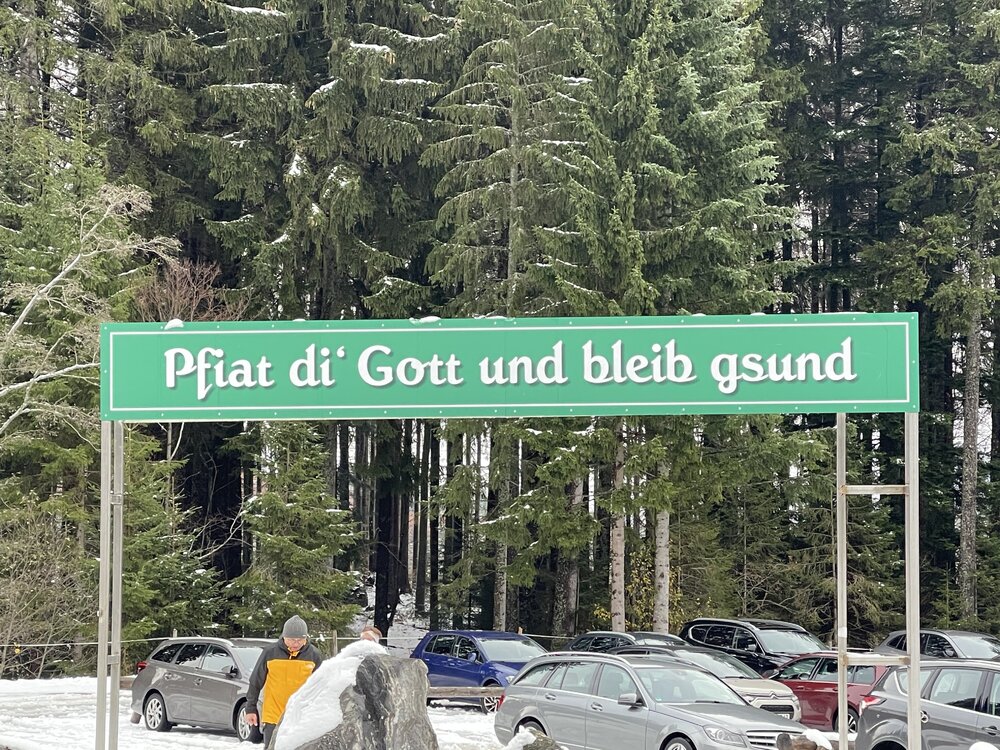 Pfiat di‘ Gott und bleib gsund